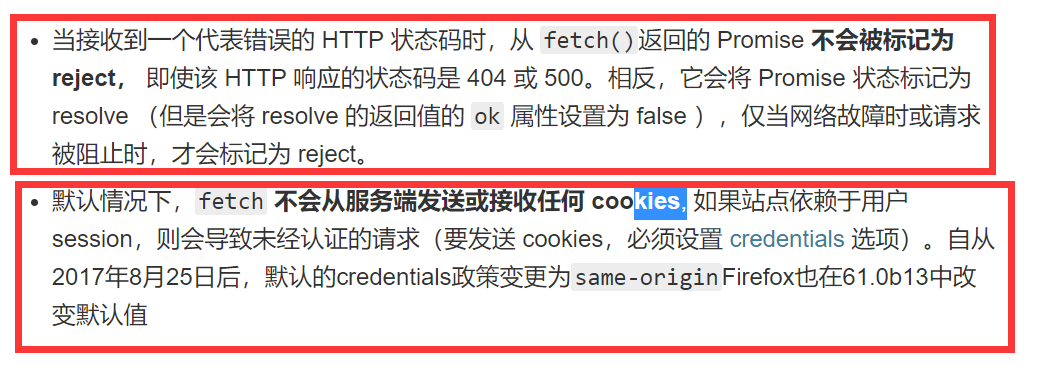 当接收到一个代表错误的 HTTP 状态码时，从 fetch()返回的 Promise 不会被标记为
reject， 即使该 HTTP 响应的状态码是 404 或 500。相反，它会将 Promise 状态标记为
resolve （但是会将 resolve 的返回值的 ok 属性设置为 false ），仅当网络故障时或请求
被阻止时，才会标记为 reject。
默认情况下，fetch 不会从服务端发送或接收任何 cookies, 如果站点依赖于用户
session，则会导致未经认证的请求（要发送 cookies，必须设置 credentials 选项）。自从
2017年8月25日后，默认的credentials政策变更为same-originFirefox也在61.0b13中改
变默认值